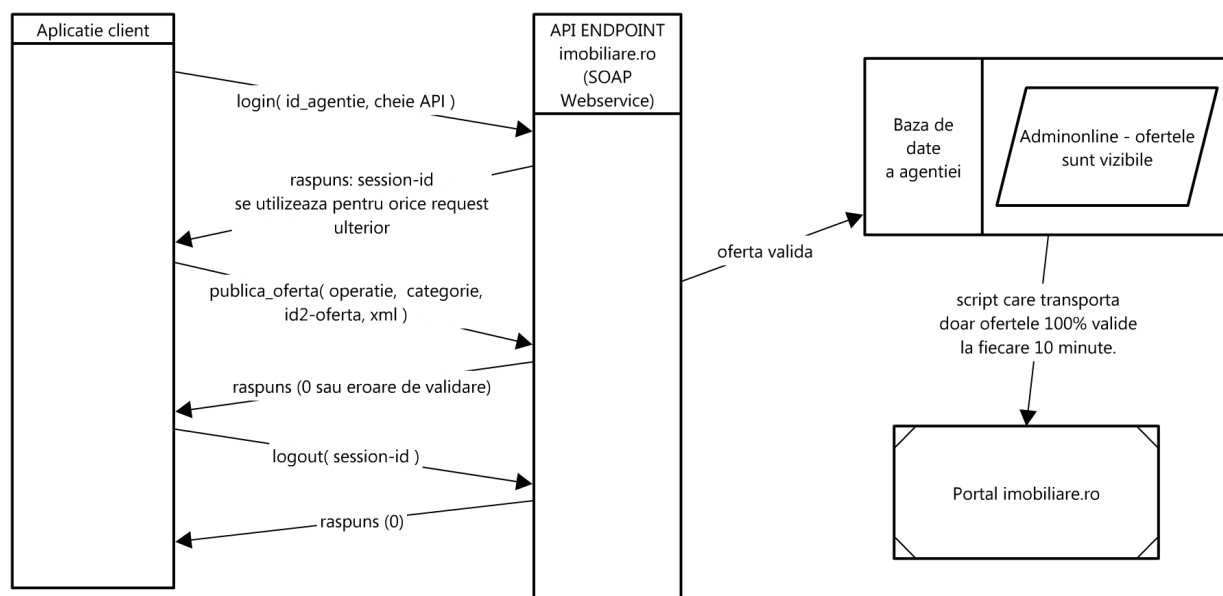 Aplicatie client
API ENDPOINT
imobiliare.ro
(SOAP
Webservice)
login( id_agentie, cheie API )
raspuns: session-id
se utilizeaza pentru orice request
ulterior
publica_oferta( operatie,  categorie,
id2-oferta, xml )
raspuns (0 sau eroare de validare)
logout( session-id )
raspuns (0)
oferta valida
Baza de
date
a agentiei
Adminonline - ofertele
sunt vizibile
script care transporta
doar ofertele 100% valide
la fiecare 10 minute.
Portal imobiliare.ro